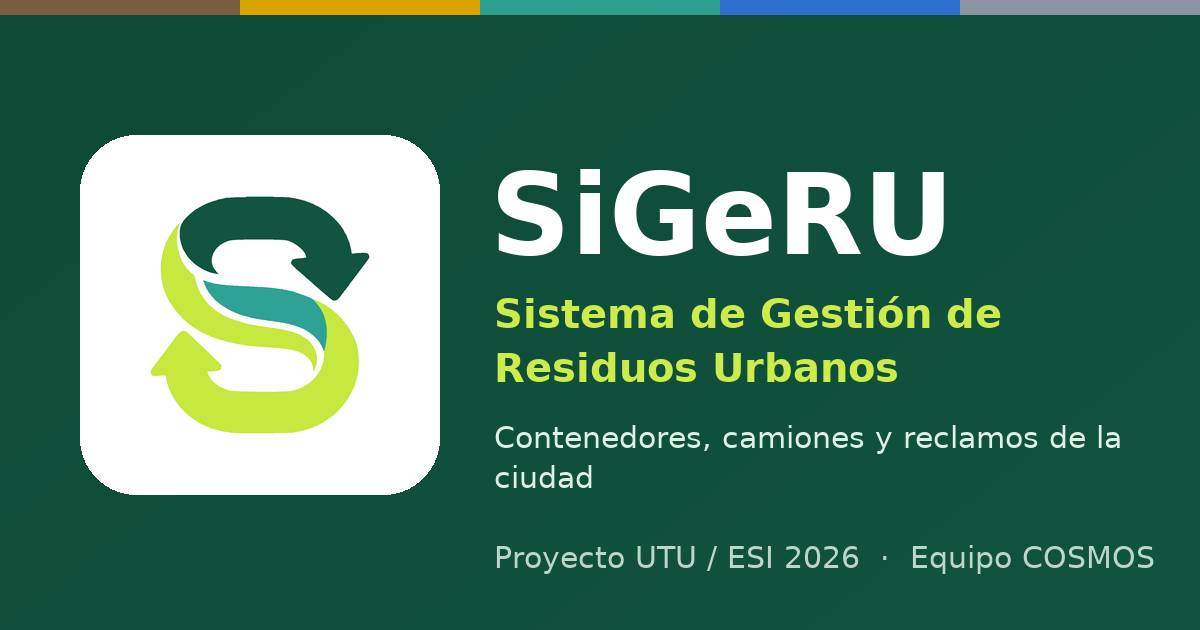 SiGeRU
Sistema de Gestión de
Residuos Urbanos
Contenedores, camiones y reclamos de la
ciudad
Proyecto UTU / ESI 2026 · Equipo COSMOS